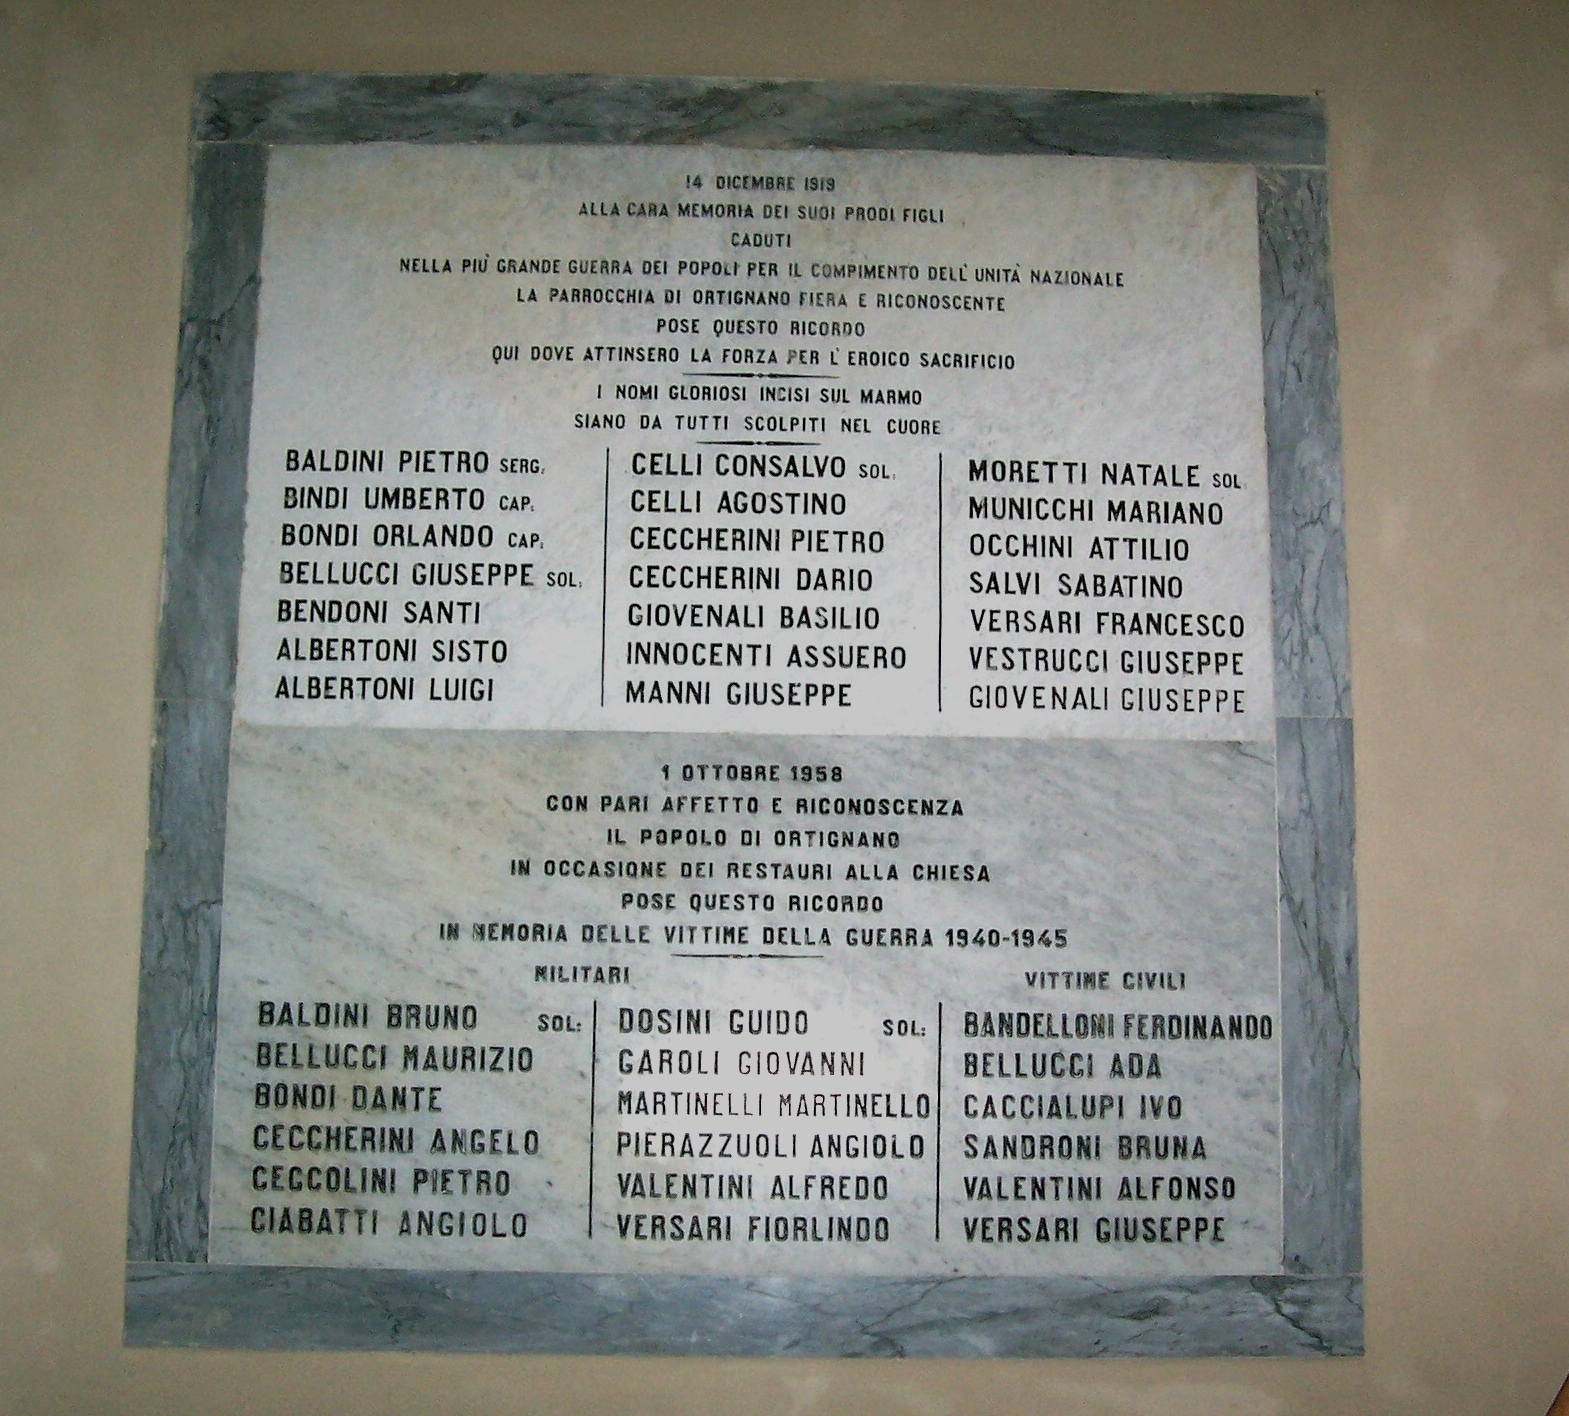 14 DICEMBRE 1919
ALLA CARA MEMORIA DEI SUOI PRODI FIGLI
CADUTI
NELLA PIÙ GRANDE GUERRA DEI POPOLI PER IL COMPIMENTO DELL'UNITÀ NAZIONALE
LA PARROCCHIA DI ORTIGNANO FIERA E RICONOSCENTE
POSE QUESTO RICORDO
QUI DOVE ATTINSERO LA FORZA PER L'EROICO SACRIFICIO
I NOMI GLORIOSI INCISI SUL MARMO
SIANO DA TUTTI SCOLPITI NEL CUORE
BALDINI PIETRO SERG.
BINDI UMBERTO CAP.
BONDI ORLANDO CAP.
BELLUCCI GIUSEPPE SOL.
BENDONI SANTI
ALBERTONI SISTO
ALBERTONI LUIGI
CELLI CONSALVO SOL.
CELLI AGOSTINO
CECCHERINI PIETRO
CECCHERINI DARIO
GIOVENALI BASILIO
INNOCENTI ASSUERO
MANNI GIUSEPPE
MORETTI NATALE SOL.
MUNICCHI MARIANO
OCCHINI ATTILIO
SALVI SABATINO
VERSARI FRANCESCO
VESTRUCCI GIUSEPPE
GIOVENALI GIUSEPPE
1 OTTOBRE 1958
CON PARI AFFETTO E RICONOSCENZA
IL POPOLO DI ORTIGNANO
IN OCCASIONE DEI RESTAURI ALLA CHIESA
POSE QUESTO RICORDO
IN MEMORIA DELLE VITTIME DELLA GUERRA 1940-1945
MILITARI
BALDINI BRUNO SOL:
BELLUCCI MAURIZIO
BONDI DANTE
CECCHERINI ANGELO
CECCOLINI PIETRO
CIABATTI ANGIOLO
DOSINI GUIDO SOL:
GAROLI GIOVANNI
MARTINELLI MARTINELLO
PIERAZZUOLI ANGIOLO
VALENTINI ALFREDO
VERSARI FIORLINDO
VITTIME CIVILI
BANDELLONI FERDINANDO
BELLUCCI ADA
CACCIALUPI IVO
SANDRONI BRUNA
VALENTINI ALFONSO
VERSARI GIUSEPPE